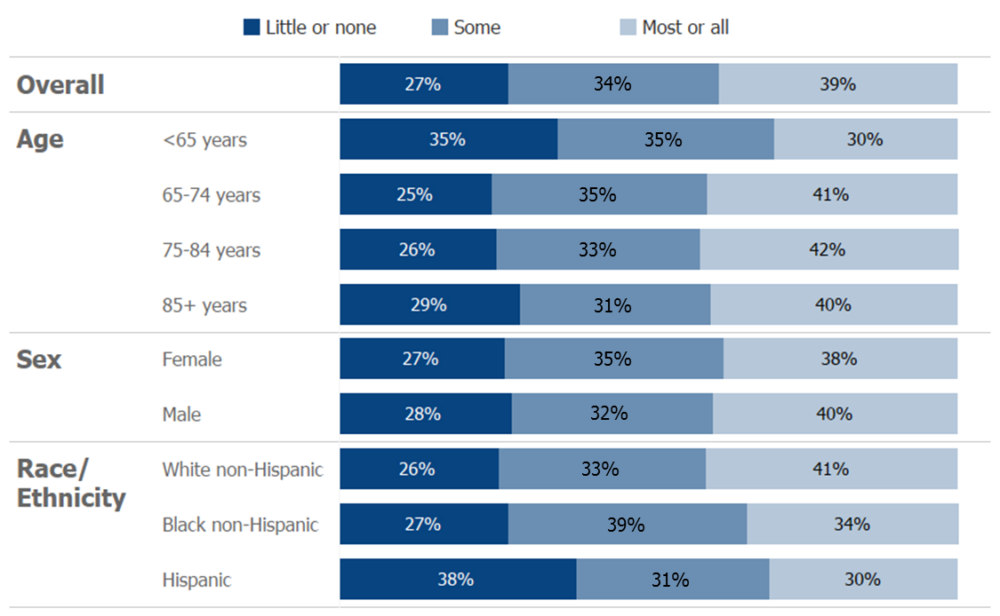 Little or none Some Most or all
Overall 27% 34% 39%
Age <65 years 35% 35% 30%
65-74 years 25% 35% 41%
75-84 years 26% 33% 42%
85+ years 29% 31% 40%
Sex Female 27% 35% 38%
Male 28% 32% 40%
Race/ White non-Hispanic 26% 33% 41%
Ethnicity
Black non-Hispanic 27% 39% 34%
Hispanic 38% 31% 30%